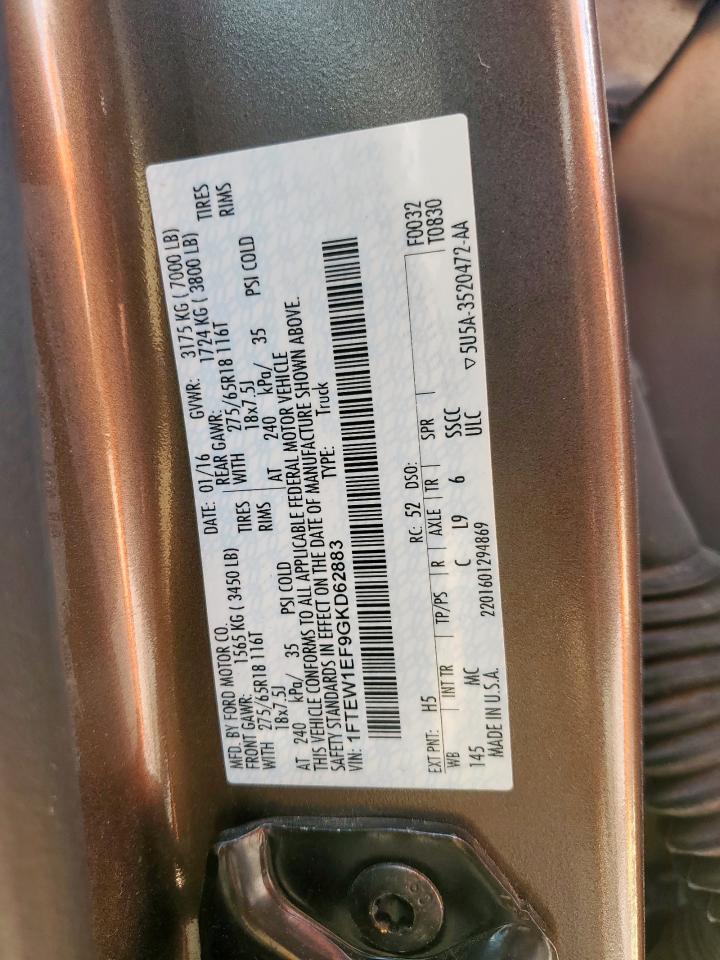 MFD. BY FORD MOTOR CO.
DATE: 01/16 GVWR: 3175 KG ( 7000 LB)
FRONT GAWR: 1565 KG ( 3450 LB) REAR GAWR: 1724 KG ( 3800 LB)
WITH 275/65R18 116T TIRES WITH 275/65R18 116T TIRES
18x7.5J RIMS 18x7.5J RIMS
AT 240 kPa/ 35 PSI COLD AT 240 kPa/ 35 PSI COLD
THIS VEHICLE CONFORMS TO ALL APPLICABLE FEDERAL MOTOR VEHICLE
SAFETY STANDARDS IN EFFECT ON THE DATE OF MANUFACTURE SHOWN ABOVE.
VIN: 1FTEW1EF9GKD62883 TYPE: Truck
EXT PNT: H5 RC: 52 DSO: F0032
WB INT TR TP/PS R AXLE TR SPR T0830
145 MC C L9 6 SSCC
MADE IN U.S.A. 2201601294869 ULC ▽5U5A-3520472-AA